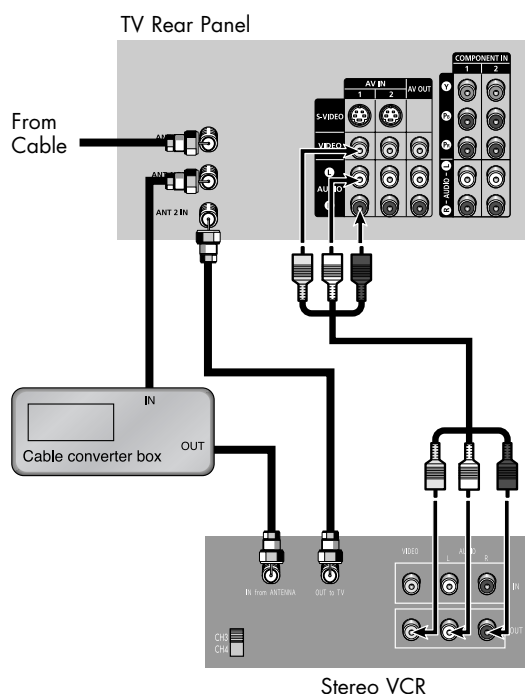 TV Rear Panel
COMPONENT IN
1 2
AV IN
1 2
AV OUT
Y
S-VIDEO
From
Cable
VIDEO
L
AUDIO
R - AUDIO - L
ANT 2 IN
IN
OUT
Cable converter box
VIDEO
L
R
IN
IN from ANTENNA
OUT to TV
OUT
CH3
CH4
Stereo VCR